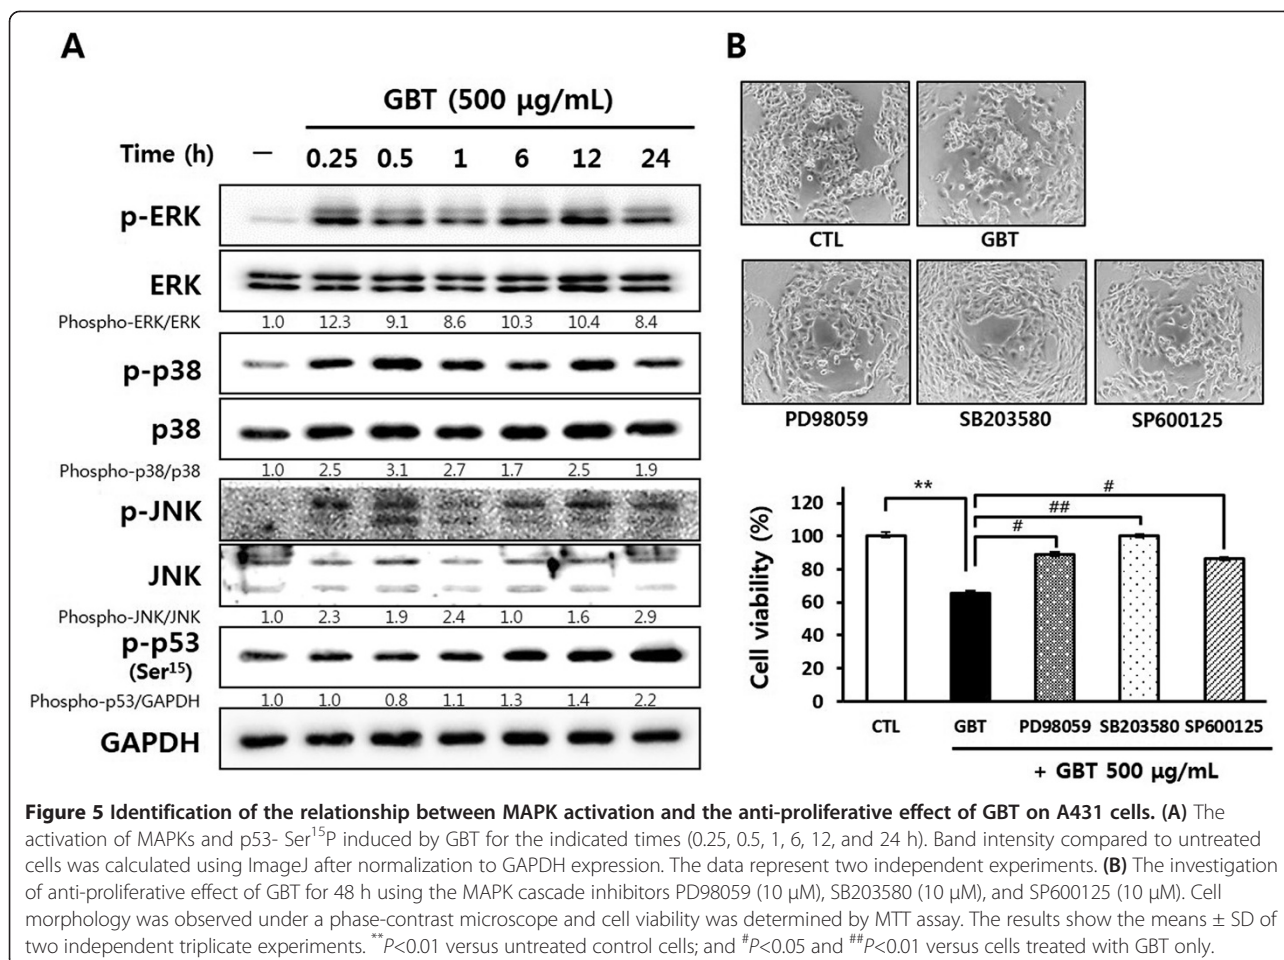 A
GBT (500 µg/mL)
Time (h) – 0.25 0.5 1 6 12 24
p-ERK
ERK
Phospho-ERK/ERK 1.0 12.3 9.1 8.6 10.3 10.4 8.4
p-p38
p38
Phospho-p38/p38 1.0 2.5 3.1 2.7 1.7 2.5 1.9
p-JNK
JNK
Phospho-JNK/JNK 1.0 2.3 1.9 2.4 1.0 1.6 2.9
p-p53
(Ser¹⁵)
Phospho-p53/GAPDH 1.0 1.0 0.8 1.1 1.3 1.4 2.2
GAPDH
B
CTL GBT
PD98059 SB203580 SP600125
Cell viability (%)
120
100
80
60
40
20
0
**
#
##
#
CTL GBT PD98059 SB203580 SP600125
+ GBT 500 µg/mL
Figure 5 Identification of the relationship between MAPK activation and the anti-proliferative effect of GBT on A431 cells. (A) The
activation of MAPKs and p53- Ser¹⁵P induced by GBT for the indicated times (0.25, 0.5, 1, 6, 12, and 24 h). Band intensity compared to untreated
cells was calculated using ImageJ after normalization to GAPDH expression. The data represent two independent experiments. (B) The investigation
of anti-proliferative effect of GBT for 48 h using the MAPK cascade inhibitors PD98059 (10 µM), SB203580 (10 µM), and SP600125 (10 µM). Cell
morphology was observed under a phase-contrast microscope and cell viability was determined by MTT assay. The results show the means ± SD of
two independent triplicate experiments. **P<0.01 versus untreated control cells; and #P<0.05 and ##P<0.01 versus cells treated with GBT only.